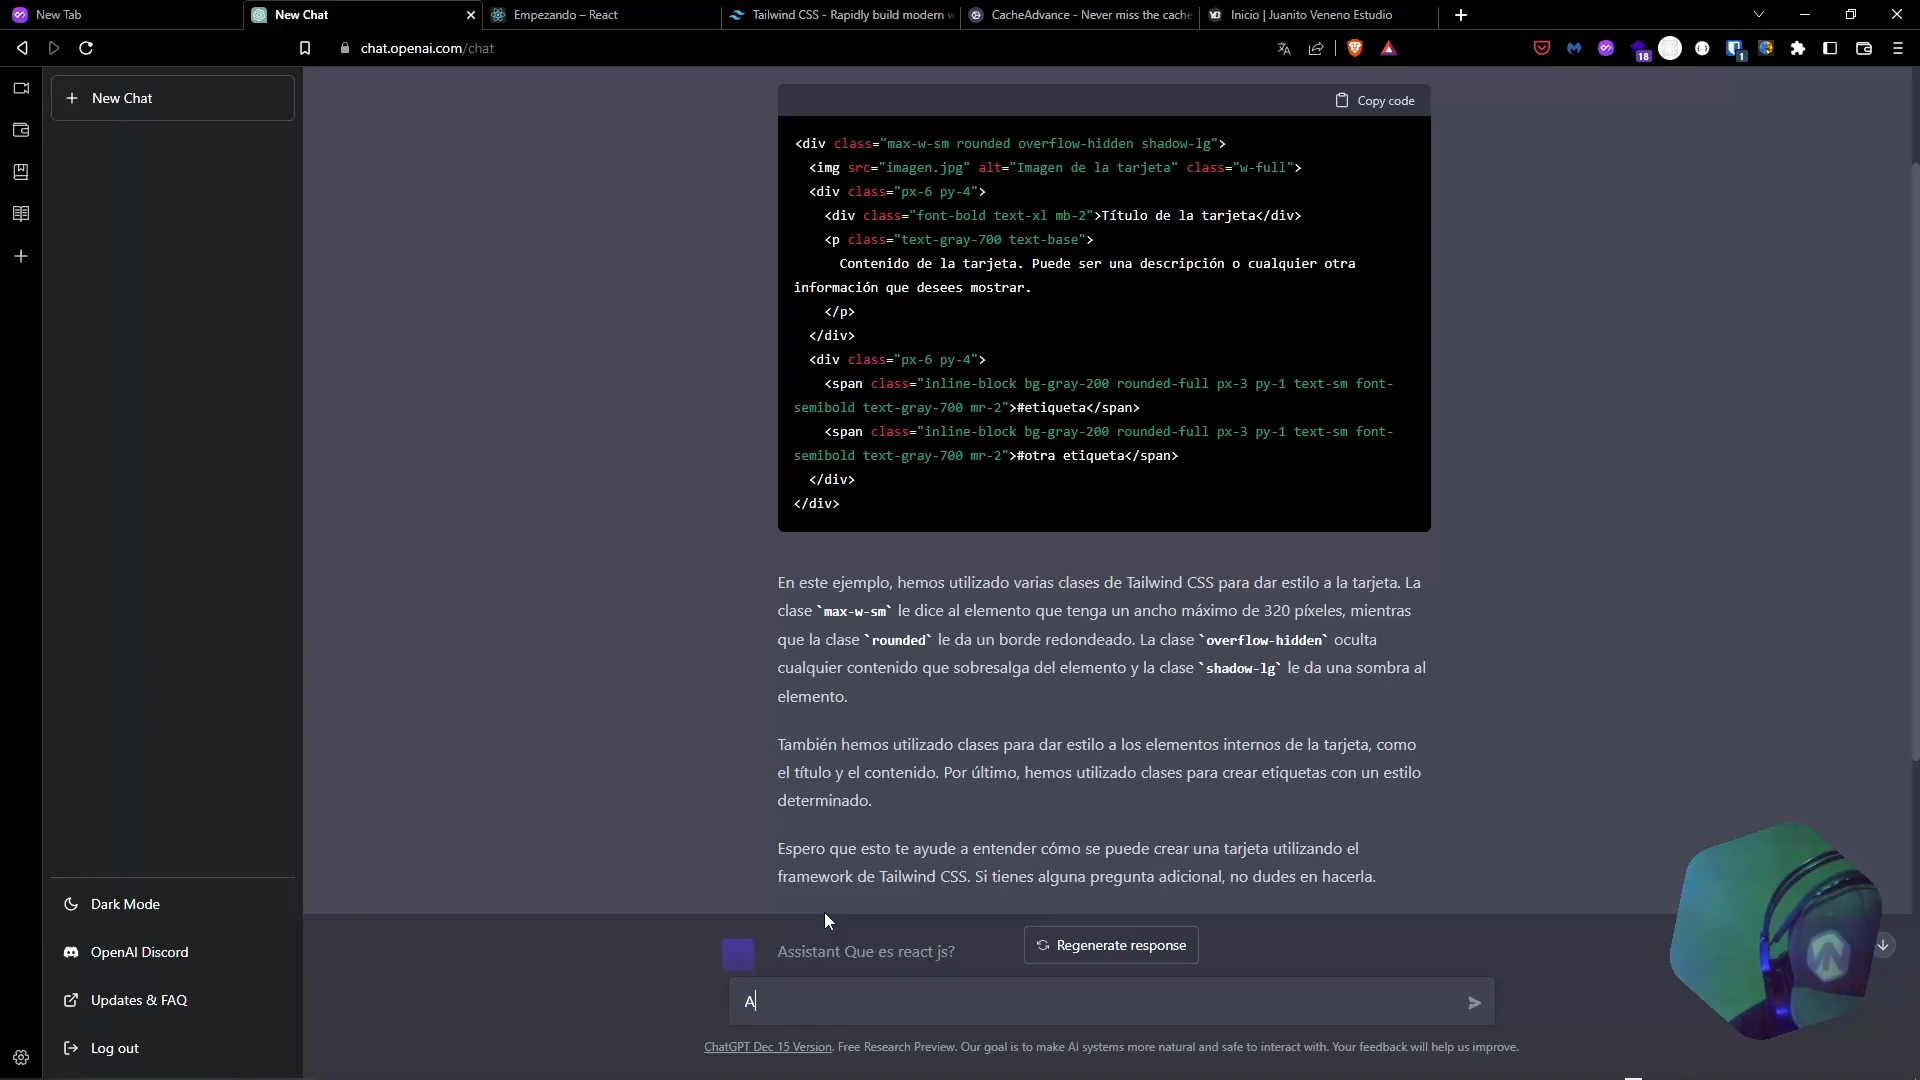 New Tab
New Chat
Empezando – React
Tailwind CSS - Rapidly build modern w
CacheAdvance - Never miss the cache
Inicio | Juanito Veneno Estudio
chat.openai.com/chat
18
1
New Chat
Copy code
<div class="max-w-sm rounded overflow-hidden shadow-lg">
<img src="imagen.jpg" alt="Imagen de la tarjeta" class="w-full">
<div class="px-6 py-4">
<div class="font-bold text-xl mb-2">Título de la tarjeta</div>
<p class="text-gray-700 text-base">
Contenido de la tarjeta. Puede ser una descripción o cualquier otra
información que desees mostrar.
</p>
</div>
<div class="px-6 py-4">
<span class="inline-block bg-gray-200 rounded-full px-3 py-1 text-sm font-
semibold text-gray-700 mr-2">#etiqueta</span>
<span class="inline-block bg-gray-200 rounded-full px-3 py-1 text-sm font-
semibold text-gray-700 mr-2">#otra etiqueta</span>
</div>
</div>
En este ejemplo, hemos utilizado varias clases de Tailwind CSS para dar estilo a la tarjeta. La
clase `max-w-sm` le dice al elemento que tenga un ancho máximo de 320 píxeles, mientras
que la clase `rounded` le da un borde redondeado. La clase `overflow-hidden` oculta
cualquier contenido que sobresalga del elemento y la clase `shadow-lg` le da una sombra al
elemento.
También hemos utilizado clases para dar estilo a los elementos internos de la tarjeta, como
el título y el contenido. Por último, hemos utilizado clases para crear etiquetas con un estilo
determinado.
Espero que esto te ayude a entender cómo se puede crear una tarjeta utilizando el
framework de Tailwind CSS. Si tienes alguna pregunta adicional, no dudes en hacerla.
Dark Mode
OpenAI Discord
Updates & FAQ
Log out
Assistant Que es react js?
Regenerate response
A
ChatGPT Dec 15 Version. Free Research Preview. Our goal is to make AI systems more natural and safe to interact with. Your feedback will help us improve.